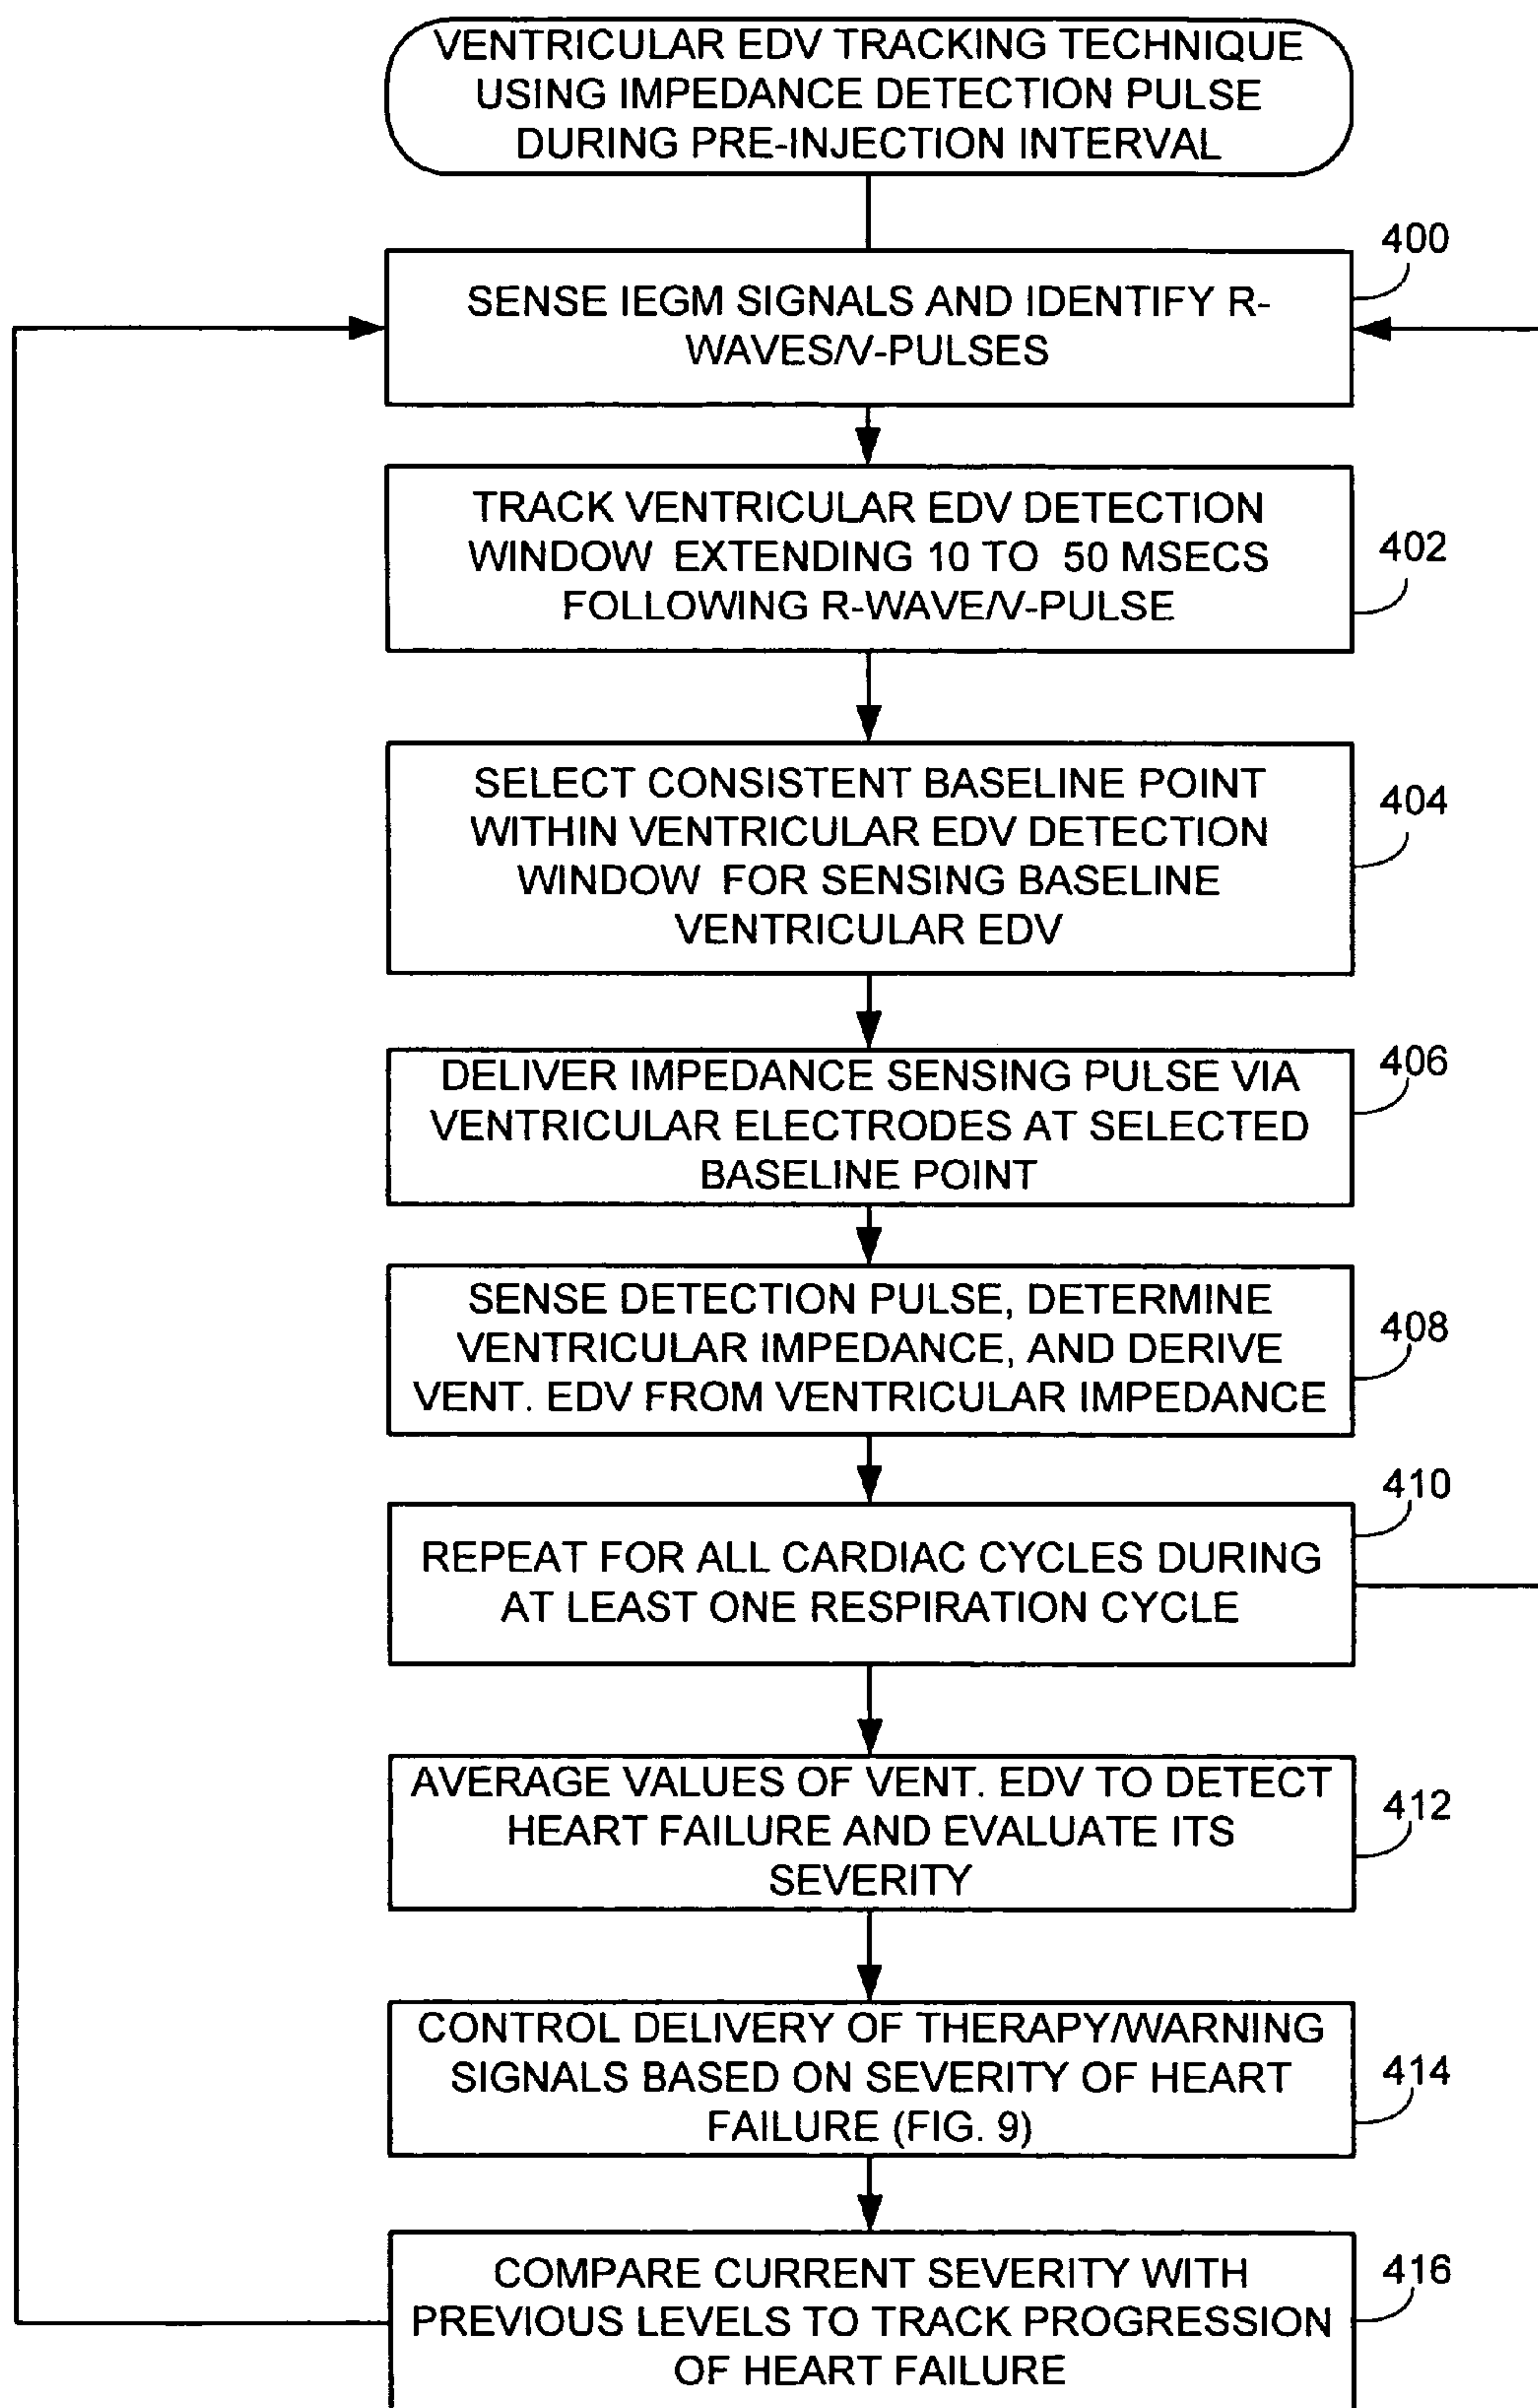 VENTRICULAR EDV TRACKING TECHNIQUE
USING IMPEDANCE DETECTION PULSE
DURING PRE-INJECTION INTERVAL
400
SENSE IEGM SIGNALS AND IDENTIFY R-
WAVES/V-PULSES
TRACK VENTRICULAR EDV DETECTION
WINDOW EXTENDING 10 TO 50 MSECS
FOLLOWING R-WAVE/V-PULSE
402
SELECT CONSISTENT BASELINE POINT
WITHIN VENTRICULAR EDV DETECTION
WINDOW FOR SENSING BASELINE
VENTRICULAR EDV
404
DELIVER IMPEDANCE SENSING PULSE VIA
VENTRICULAR ELECTRODES AT SELECTED
BASELINE POINT
406
SENSE DETECTION PULSE, DETERMINE
VENTRICULAR IMPEDANCE, AND DERIVE
VENT. EDV FROM VENTRICULAR IMPEDANCE
408
410
REPEAT FOR ALL CARDIAC CYCLES DURING
AT LEAST ONE RESPIRATION CYCLE
AVERAGE VALUES OF VENT. EDV TO DETECT
HEART FAILURE AND EVALUATE ITS
SEVERITY
412
CONTROL DELIVERY OF THERAPY/WARNING
SIGNALS BASED ON SEVERITY OF HEART
FAILURE (FIG. 9)
414
COMPARE CURRENT SEVERITY WITH
PREVIOUS LEVELS TO TRACK PROGRESSION
OF HEART FAILURE
416